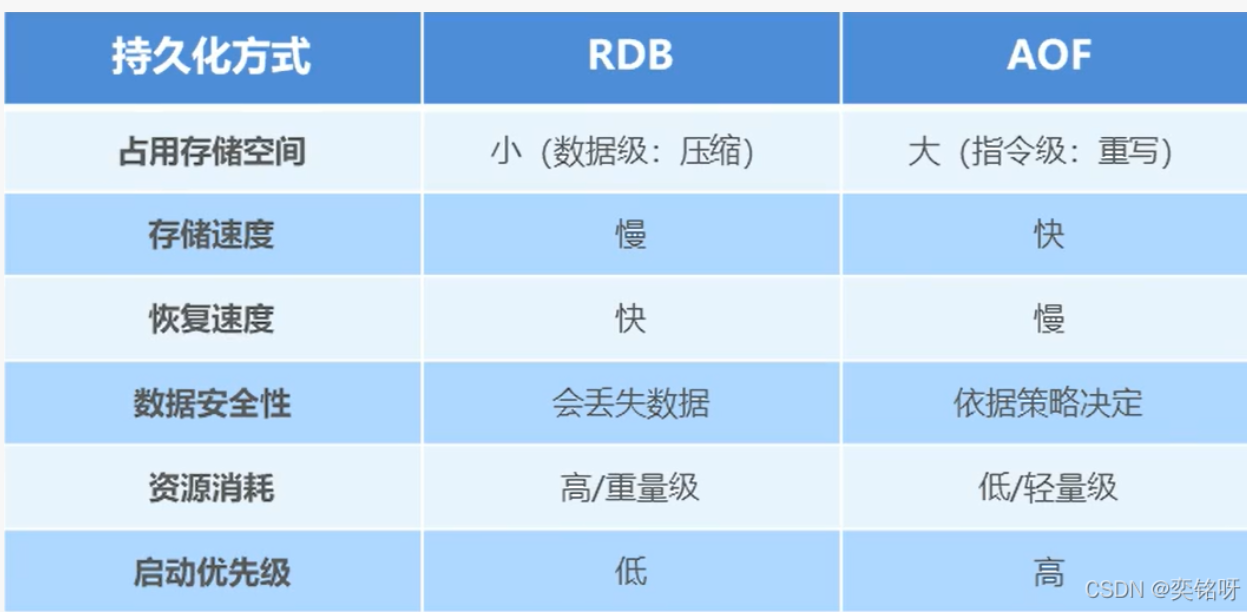 持久化方式 RDB AOF
占用存储空间 小（数据级：压缩） 大（指令级：重写）
存储速度 慢 快
恢复速度 快 慢
数据安全性 会丢失数据 依据策略决定
资源消耗 高/重量级 低/轻量级
启动优先级 低 高
CSDN @奕铭呀